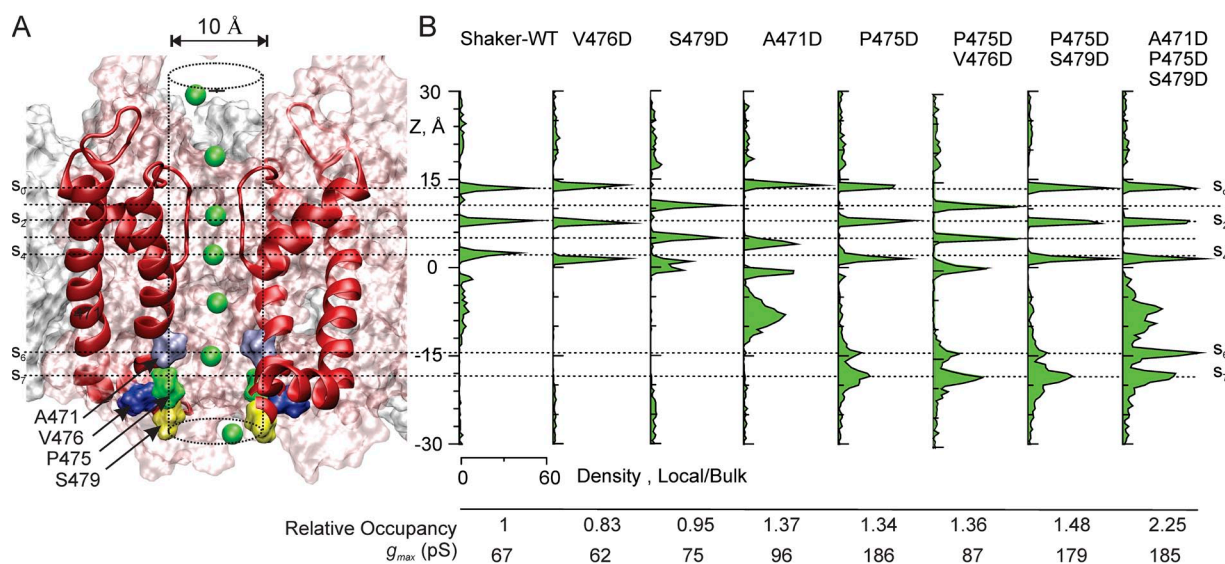 A
10 Å
B
Shaker-WT V476D S479D A471D P475D P475D P475D A471D
V476D S479D P475D
S479D
30
Z, Å
15
0
-15
-30
S0
S2
S4
S6
S7
S2
S6
A471
V476
P475
S479
0 60 Density , Local/Bulk
Relative Occupancy 1 0.83 0.95 1.37 1.34 1.36 1.48 2.25
gmax (pS) 67 62 75 96 186 87 179 185